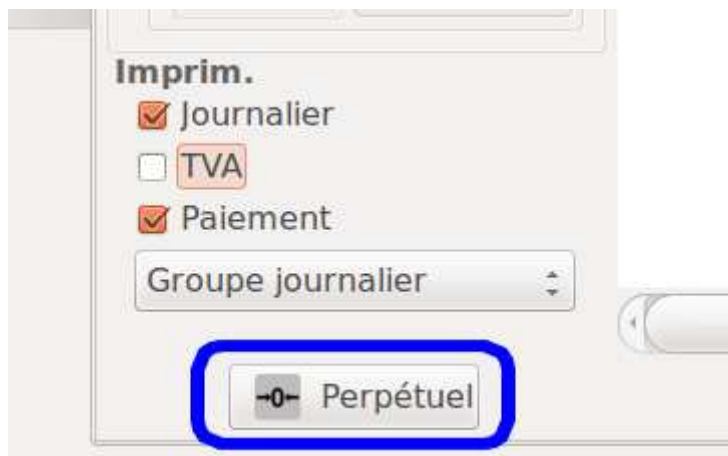 Imprim.
Journalier
TVA
Paiement
Groupe journalier
→0← Perpétuel